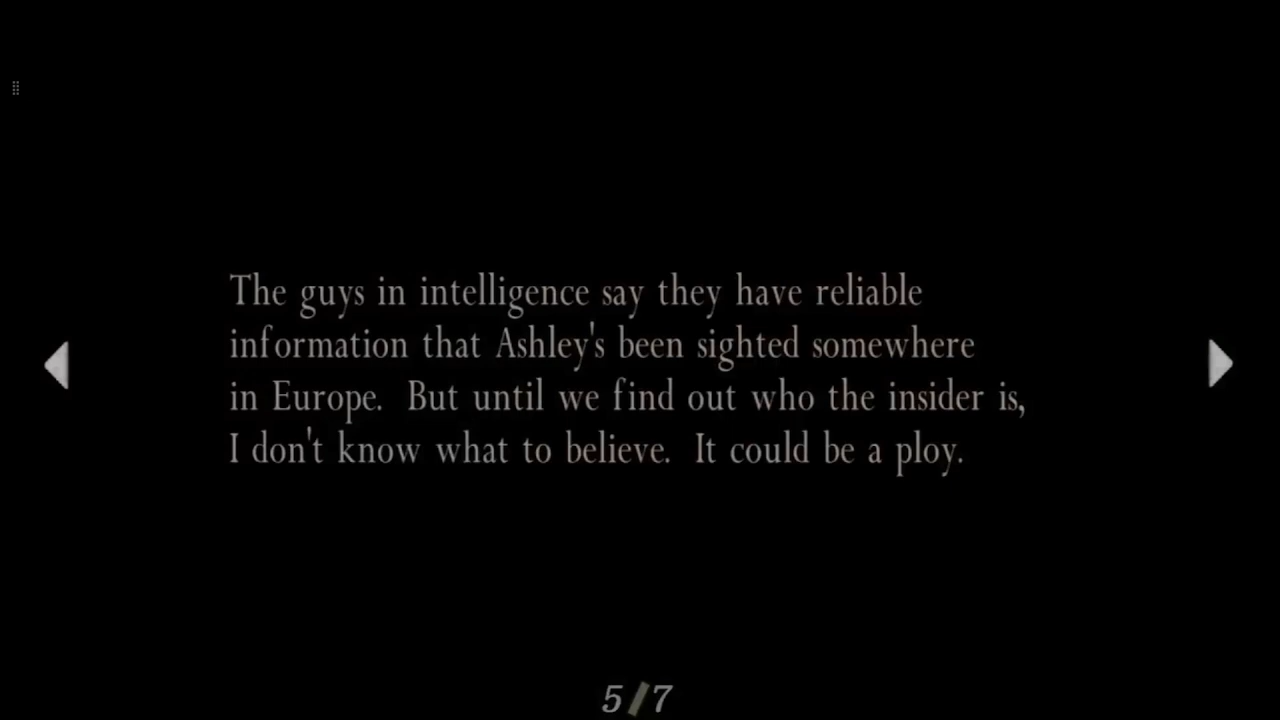 The guys in intelligence say they have reliable
information that Ashley's been sighted somewhere
in Europe.  But until we find out who the insider is,
I don't know what to believe.  It could be a ploy.
5/7